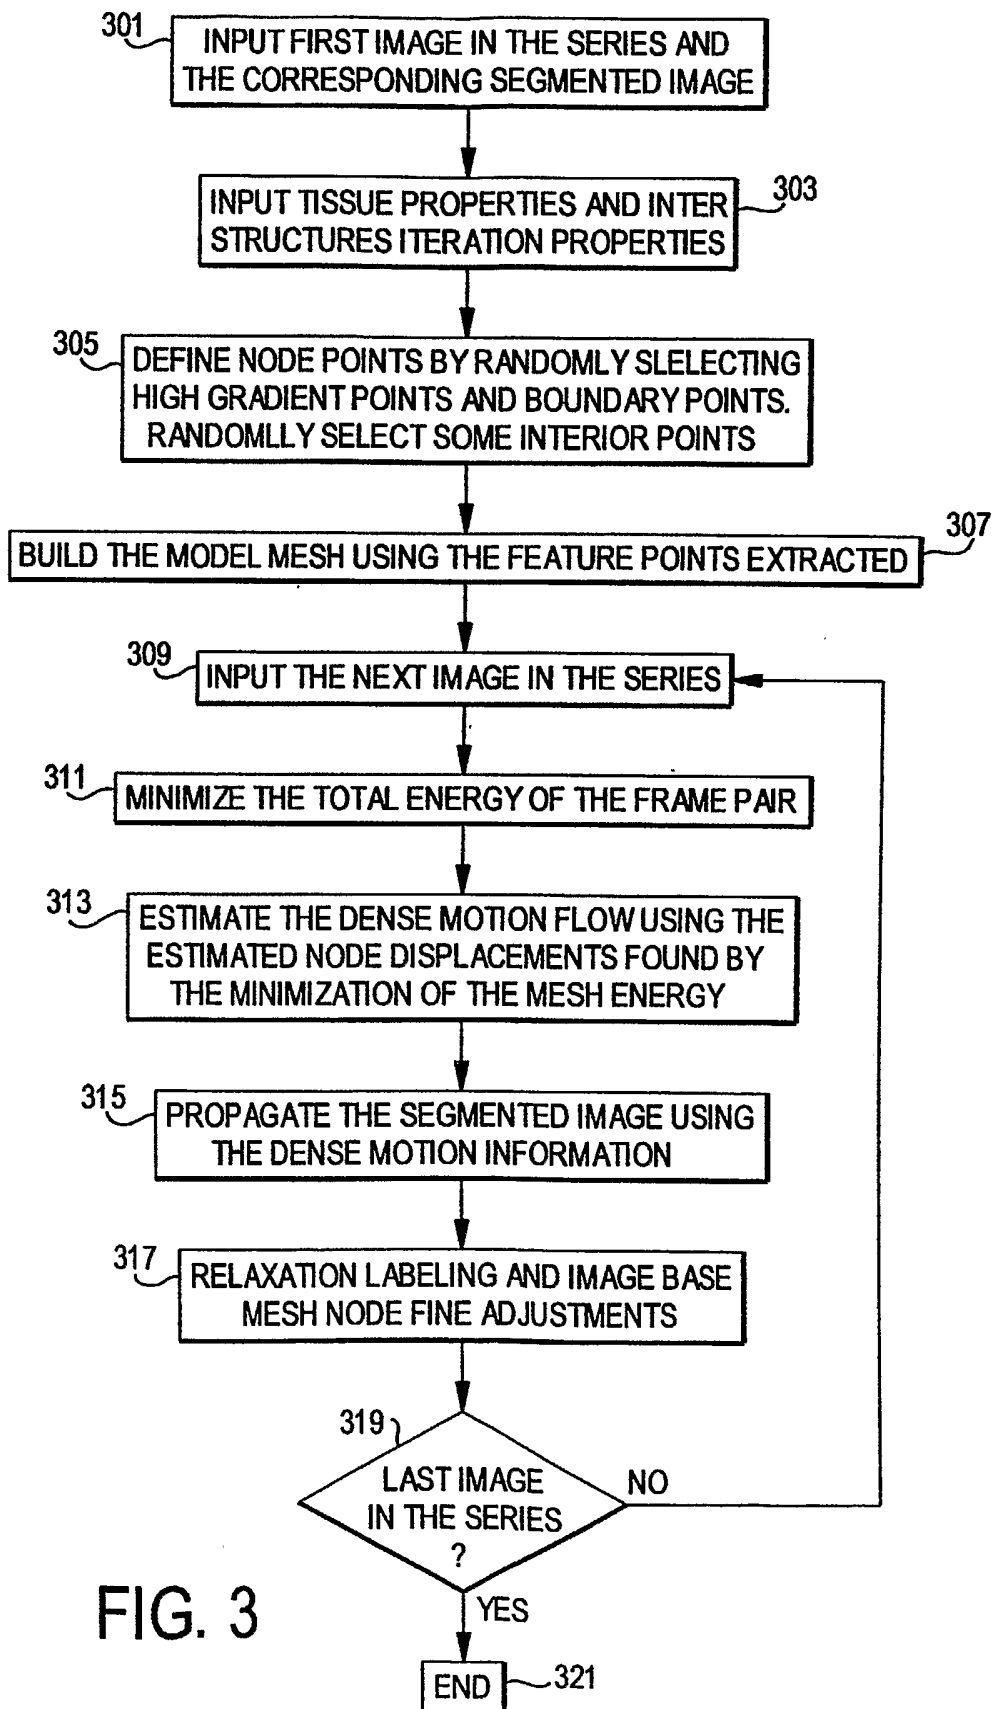 301
INPUT FIRST IMAGE IN THE SERIES AND
THE CORRESPONDING SEGMENTED IMAGE
303
INPUT TISSUE PROPERTIES AND INTER
STRUCTURES ITERATION PROPERTIES
305
DEFINE NODE POINTS BY RANDOMLY SLELECTING
HIGH GRADIENT POINTS AND BOUNDARY POINTS.
RANDOMLLY SELECT SOME INTERIOR POINTS
307
BUILD THE MODEL MESH USING THE FEATURE POINTS EXTRACTED
309
INPUT THE NEXT IMAGE IN THE SERIES
311
MINIMIZE THE TOTAL ENERGY OF THE FRAME PAIR
313
ESTIMATE THE DENSE MOTION FLOW USING THE
ESTIMATED NODE DISPLACEMENTS FOUND BY
THE MINIMIZATION OF THE MESH ENERGY
315
PROPAGATE THE SEGMENTED IMAGE USING
THE DENSE MOTION INFORMATION
317
RELAXATION LABELING AND IMAGE BASE
MESH NODE FINE ADJUSTMENTS
319
LAST IMAGE
IN THE SERIES
?
NO
YES
FIG. 3
END
321